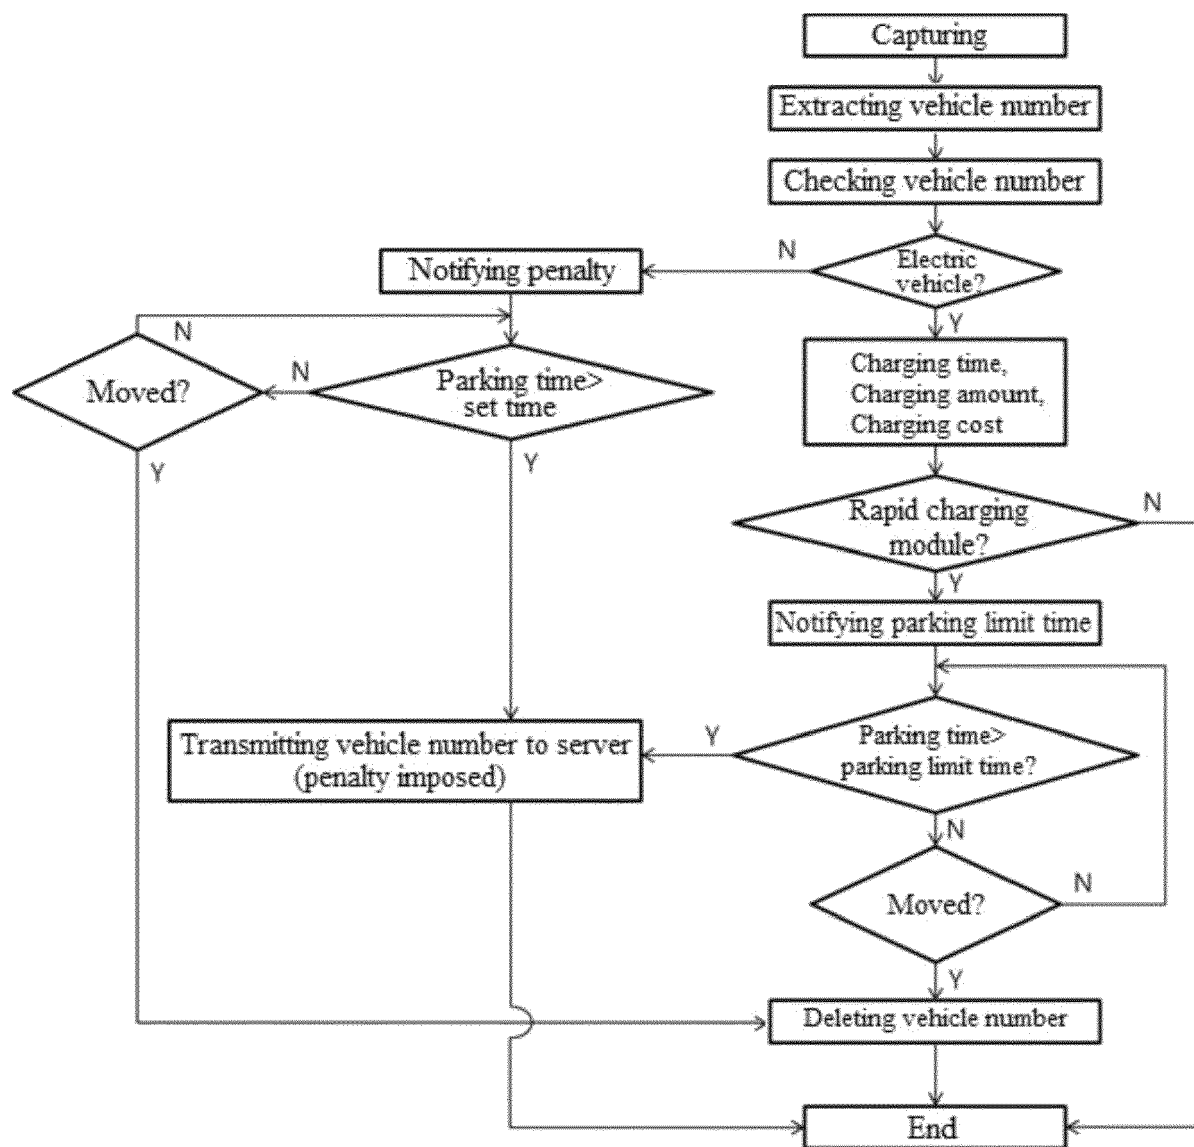 Capturing
Extracting vehicle number
Checking vehicle number
Electric
vehicle?
N
Y
Notifying penalty
N
Moved?
N
Parking time>
set time
Y
Y
Charging time,
Charging amount,
Charging cost
Rapid charging
module?
N
Y
Notifying parking limit time
Parking time>
parking limit time?
Y
N
Transmitting vehicle number to server
(penalty imposed)
Moved?
N
Y
Deleting vehicle number
End